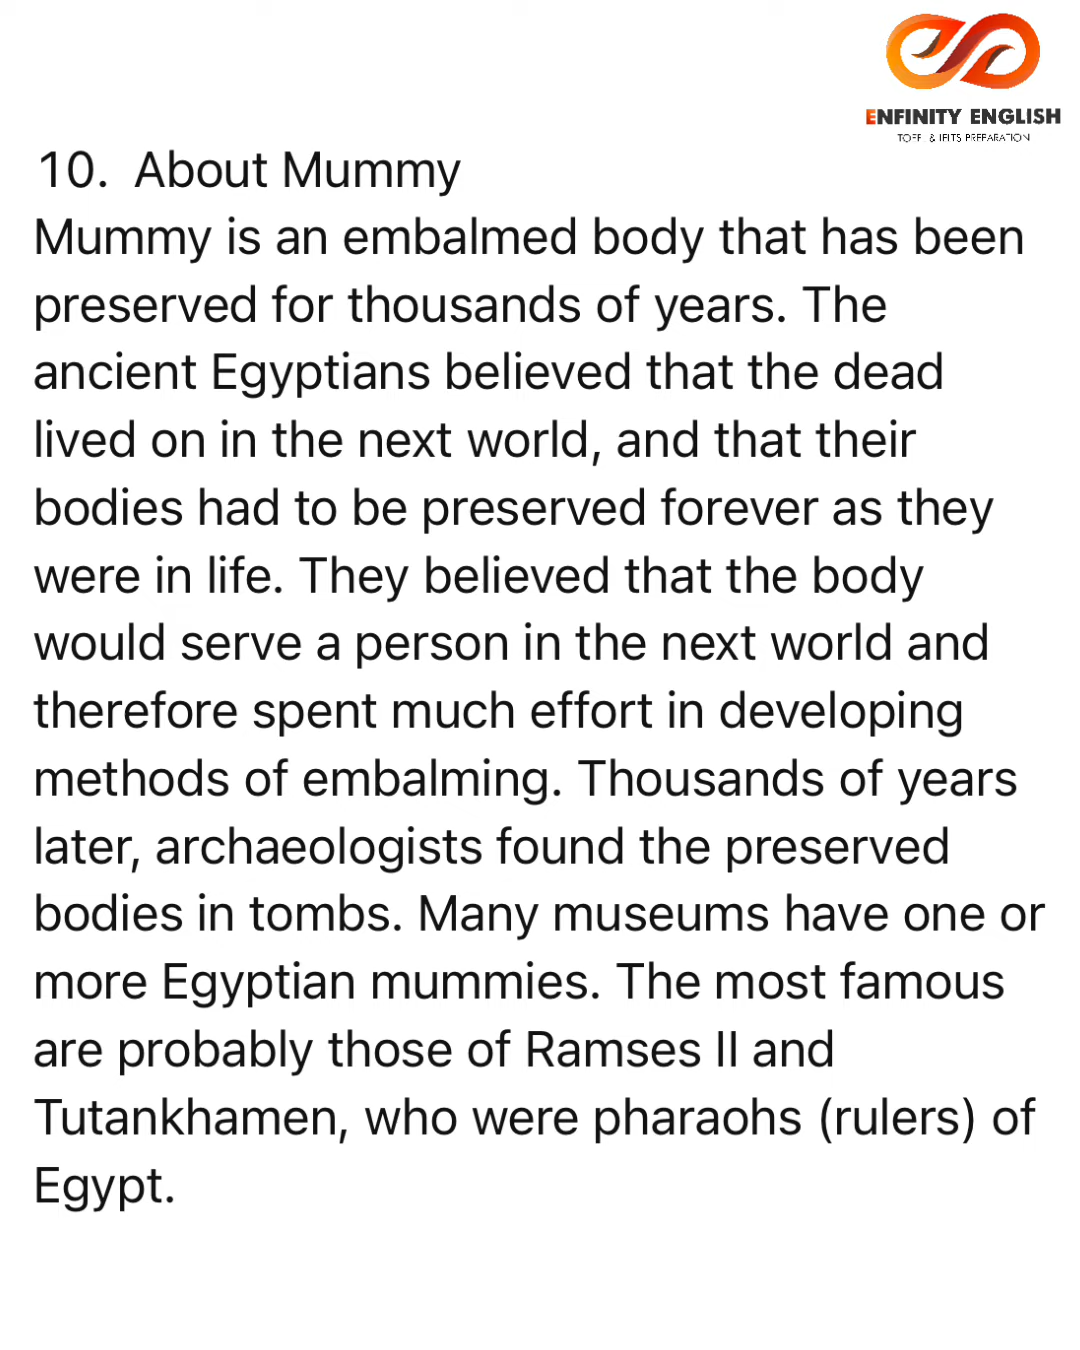 ENFINITY ENGLISH
TOEFL & IELTS PREPARATION
10. About Mummy
Mummy is an embalmed body that has been
preserved for thousands of years. The
ancient Egyptians believed that the dead
lived on in the next world, and that their
bodies had to be preserved forever as they
were in life. They believed that the body
would serve a person in the next world and
therefore spent much effort in developing
methods of embalming. Thousands of years
later, archaeologists found the preserved
bodies in tombs. Many museums have one or
more Egyptian mummies. The most famous
are probably those of Ramses II and
Tutankhamen, who were pharaohs (rulers) of
Egypt.